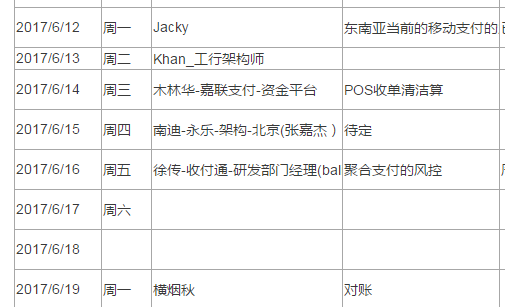 2017/6/12 周一 Jacky 东南亚当前的移动支付的
2017/6/13 周二 Khan_工行架构师
2017/6/14 周三 木林华-嘉联支付-资金平台 POS收单清洁算
2017/6/15 周四 南迪-永乐-架构-北京(张嘉杰) 待定
2017/6/16 周五 徐传-收付通-研发部门经理(bal 聚合支付的风控
2017/6/17 周六
2017/6/18
2017/6/19 周一 横烟秋 对账